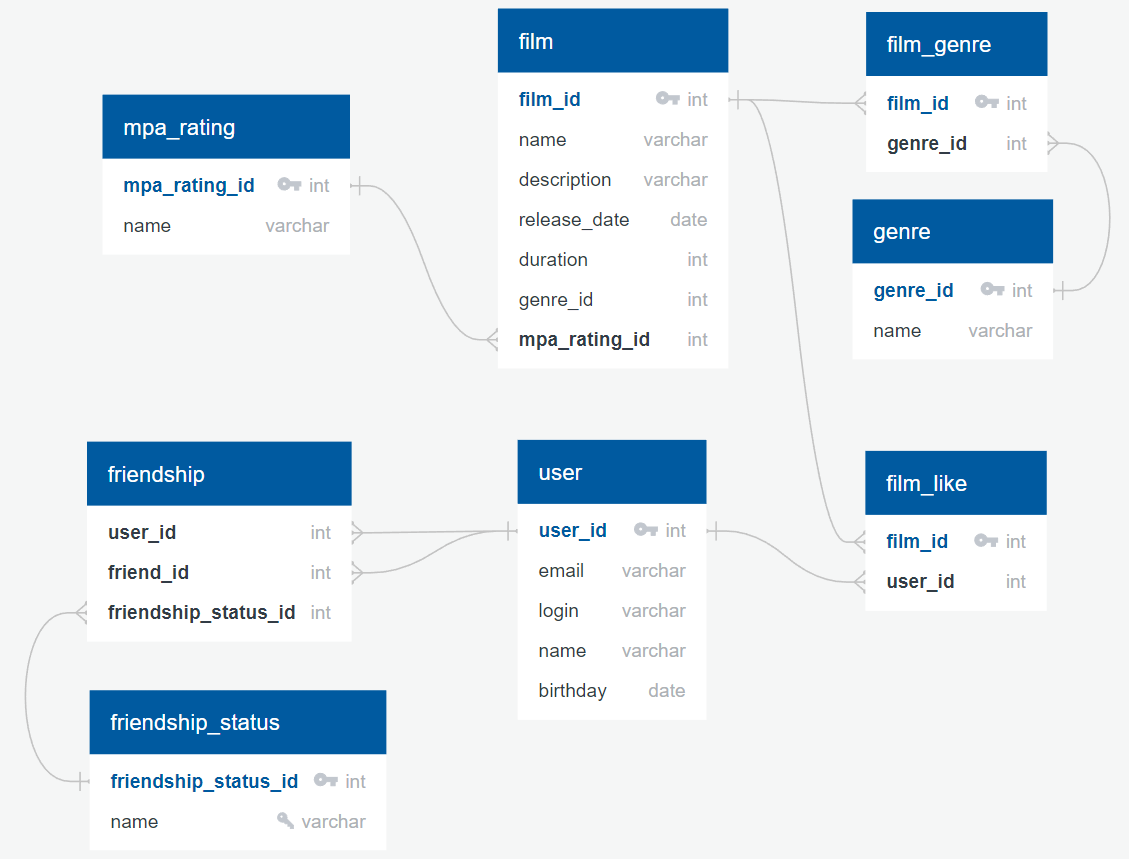 mpa_rating
mpa_rating_id int
name varchar
film
film_id int
name varchar
description varchar
release_date date
duration int
genre_id int
mpa_rating_id int
film_genre
film_id int
genre_id int
genre
genre_id int
name varchar
friendship
user_id int
friend_id int
friendship_status_id int
user
user_id int
email varchar
login varchar
name varchar
birthday date
film_like
film_id int
user_id int
friendship_status
friendship_status_id int
name varchar